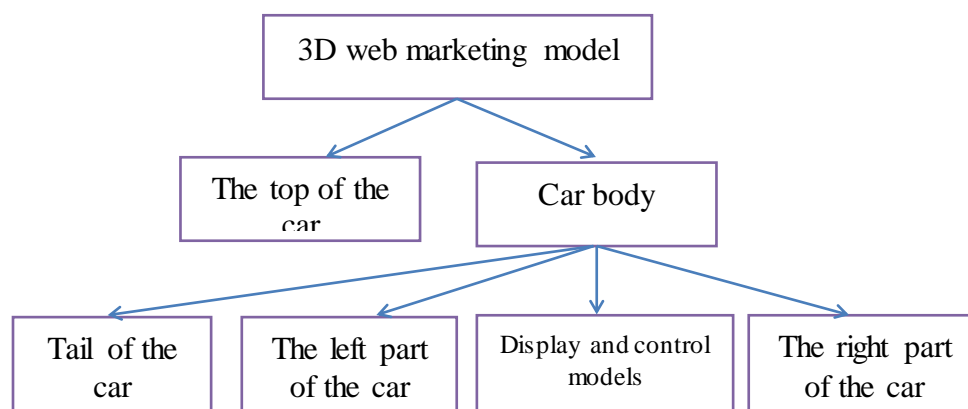 3D web marketing model
The top of the
car
Car body
Tail of the
car
The left part
of the car
Display and control
models
The right part
of the car